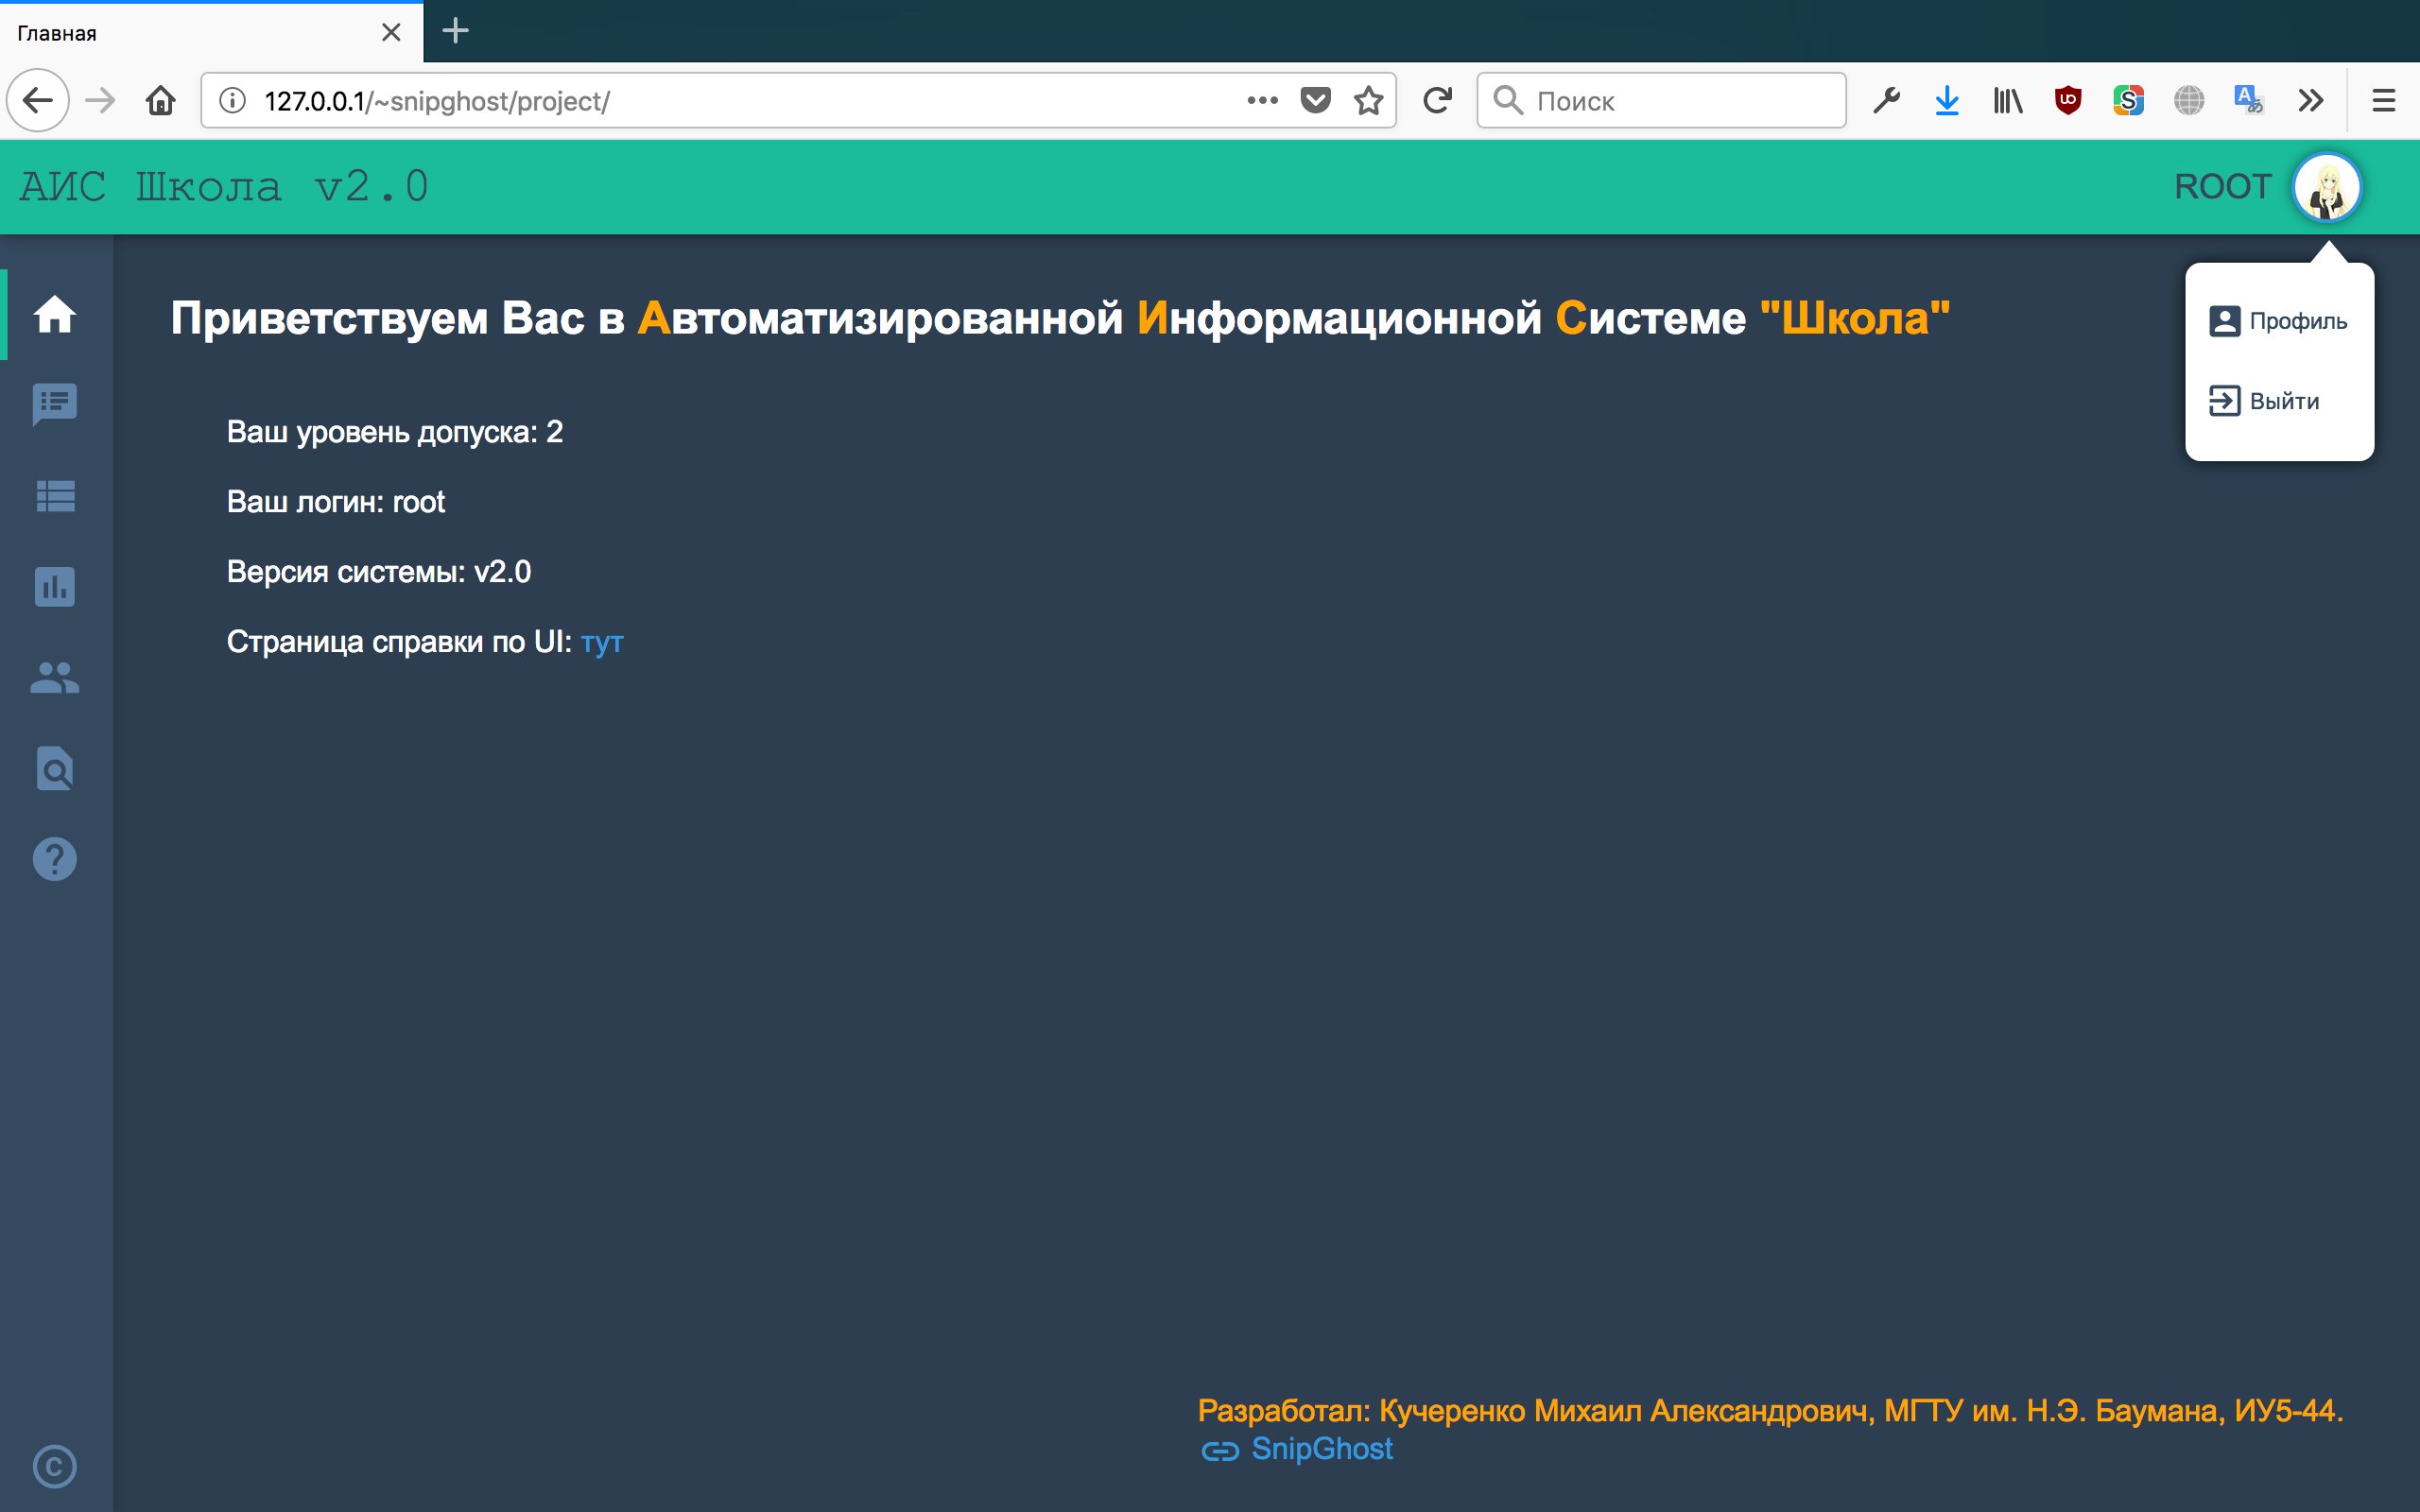 Главная
127.0.0.1/~snipghost/project/
Поиск
АИС Школа v2.0
ROOT
Приветствуем Вас в Автоматизированной Информационной Системе "Школа"
Профиль
Выйти
Ваш уровень допуска: 2
Ваш логин: root
Версия системы: v2.0
Страница справки по UI: тут
Разработал: Кучеренко Михаил Александрович, МГТУ им. Н.Э. Баумана, ИУ5-44.
SnipGhost